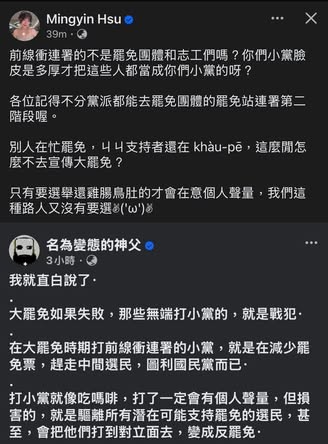 Mingyin Hsu
39m
前線衝連署的不是罷免團體和志工們嗎？你們小黨臉
皮是多厚才把這些人都當成你們小黨的呀？
各位記得不分黨派都能去罷免團體的罷免站連署第二
階段喔。
別人在忙罷免，ㄐㄐ支持者還在 khàu-pē，這麼閒怎
麼不去宣傳大罷免？
只有要選舉還雞腸鳥肚的才會在意個人聲量，我們這
種路人又沒有要選✌('ω')✌
名為變態的神父
3小時
我就直白說了·
·
大罷免如果失敗，那些無端打小黨的，就是戰犯·
·
在大罷免時期打前線衝連署的小黨，就是在減少罷
免票，趕走中間選民，圖利國民黨而已·
·
打小黨就像吃嗎啡，打了一定會有個人聲量，但損
害的，就是驅離所有潛在可能支持罷免的選民，甚
至，會把他們打到對立面去，變成反罷免·